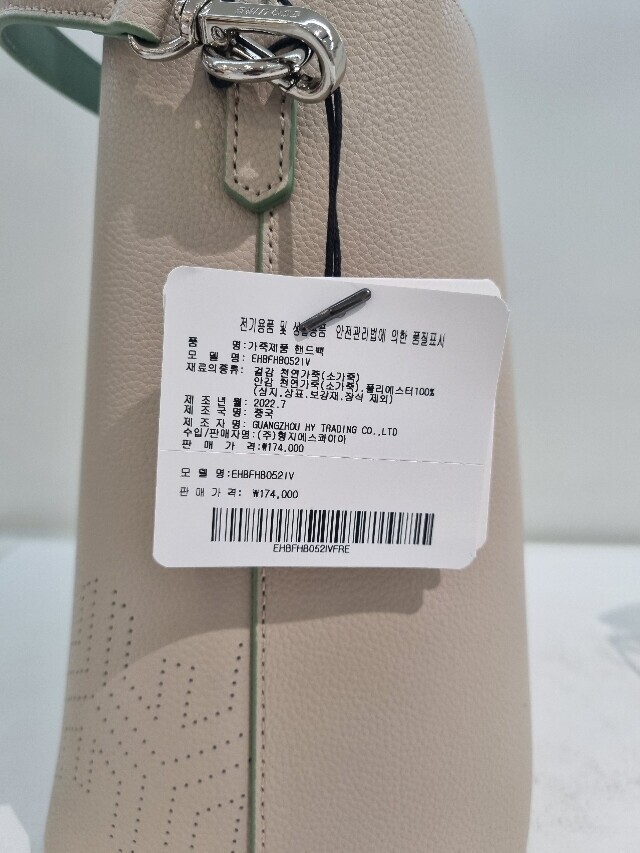 전기용품 및 생활용품 안전관리법에 의한 품질표시
품 명:가죽제품 핸드백
모 델 명: EHBFHB052IV
재료의종류: 겉감 천연가죽(소가죽)
안감 천연가죽(소가죽).폴리에스터100%
(심지.상표.보강재.장식 제외)
제 조 년 월: 2022.7
제 조 국 명: 중국
제 조 자 명: GUANGZHOU HY TRADING CO.,LTD
수입/판매자명:(주)형지에스콰이아
판 매 가 격:₩174,000
모 델 명:EHBFHB052IV
판 매 가 격: ₩174,000
EHBFHB052IVFRE